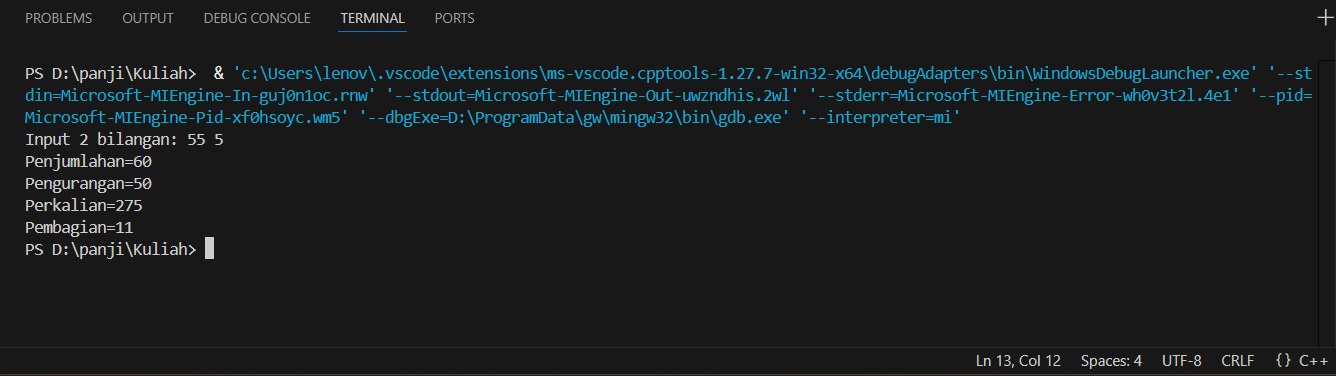 PROBLEMS OUTPUT DEBUG CONSOLE TERMINAL PORTS
PS D:\panji\Kuliah>  & 'c:\Users\lenov\.vscode\extensions\ms-vscode.cpptools-1.27.7-win32-x64\debugAdapters\bin\WindowsDebugLauncher.exe' '--st
din=Microsoft-MIEngine-In-guj0n1oc.rnw' '--stdout=Microsoft-MIEngine-Out-uwzndhis.2wl' '--stderr=Microsoft-MIEngine-Error-wh0v3t2l.4e1' '--pid=
Microsoft-MIEngine-Pid-xf0hsoyc.wm5' '--dbgExe=D:\ProgramData\gw\mingw32\bin\gdb.exe' '--interpreter=mi'
Input 2 bilangan: 55 5
Penjumlahan=60
Pengurangan=50
Perkalian=275
Pembagian=11
PS D:\panji\Kuliah>
Ln 13, Col 12 Spaces: 4 UTF-8 CRLF {} C++